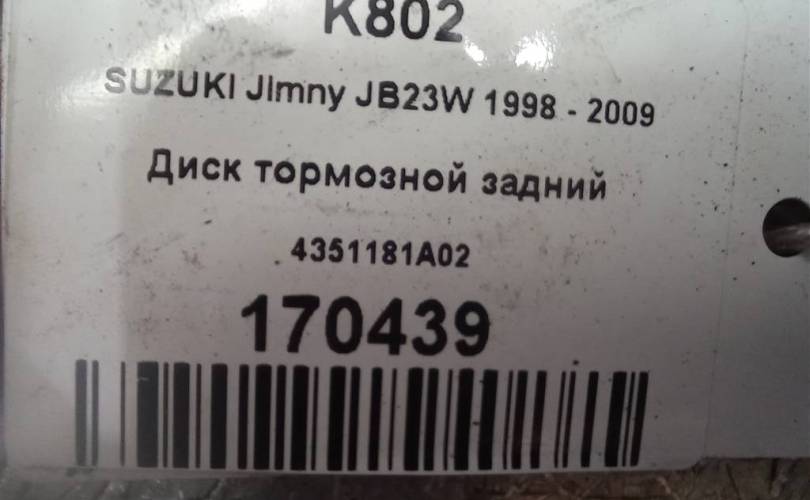 K802
SUZUKI JImny JB23W 1998 - 2009
Диск тормозной задний
4351181A02
170439